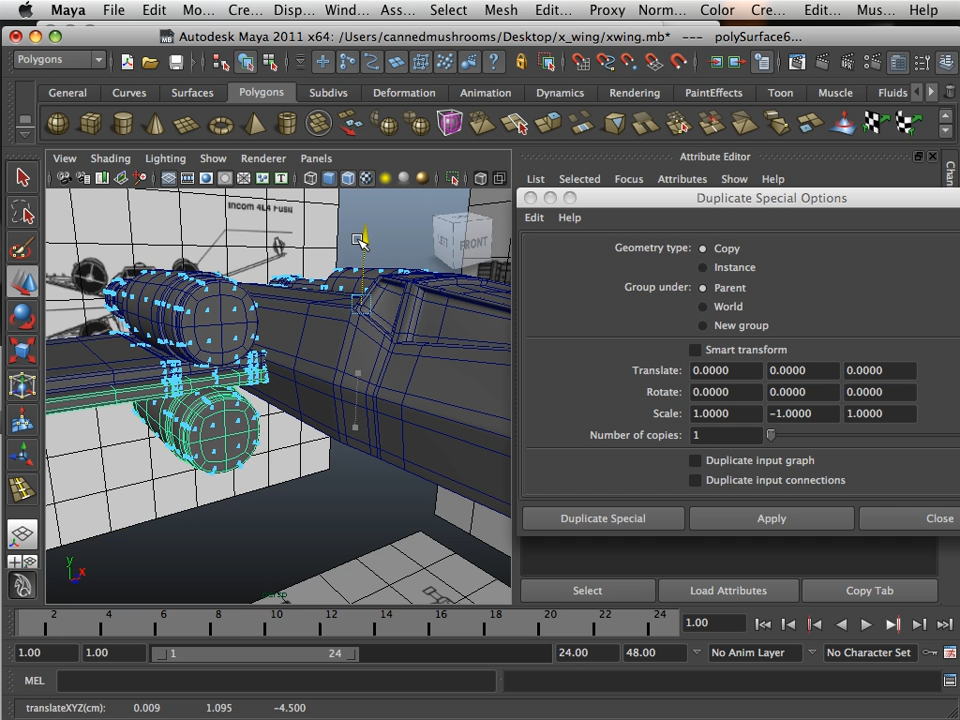 Maya File Edit Mo... Cre... Disp... Wind... Ass... Select Mesh Edit... Proxy Norm... Color Cre... Edit... Mus... Help
Autodesk Maya 2011 x64: /Users/cannedmushrooms/Desktop/x_wing/xwing.mb* --- polySurface6...
Polygons
General Curves Surfaces Polygons Subdivs Deformation Animation Dynamics Rendering PaintEffects Toon Muscle Fluids
View Shading Lighting Show Renderer Panels
Attribute Editor
List Selected Focus Attributes Show Help
Duplicate Special Options
Edit Help
Incom 4L4 Fusi
FRONT
Geometry type: Copy
Instance
Group under: Parent
World
New group
Smart transform
Translate: 0.0000 0.0000 0.0000
Rotate: 0.0000 0.0000 0.0000
Scale: 1.0000 -1.0000 1.0000
Number of copies: 1
Duplicate input graph
Duplicate input connections
Duplicate Special Apply Close
y x
persp
Select Load Attributes Copy Tab
2 4 6 8 10 12 14 16 18 20 22 24
1.00
1.00 1.00 1 24 24.00 48.00 No Anim Layer No Character Set
MEL
translateXYZ(cm): 0.009 1.095 -4.500